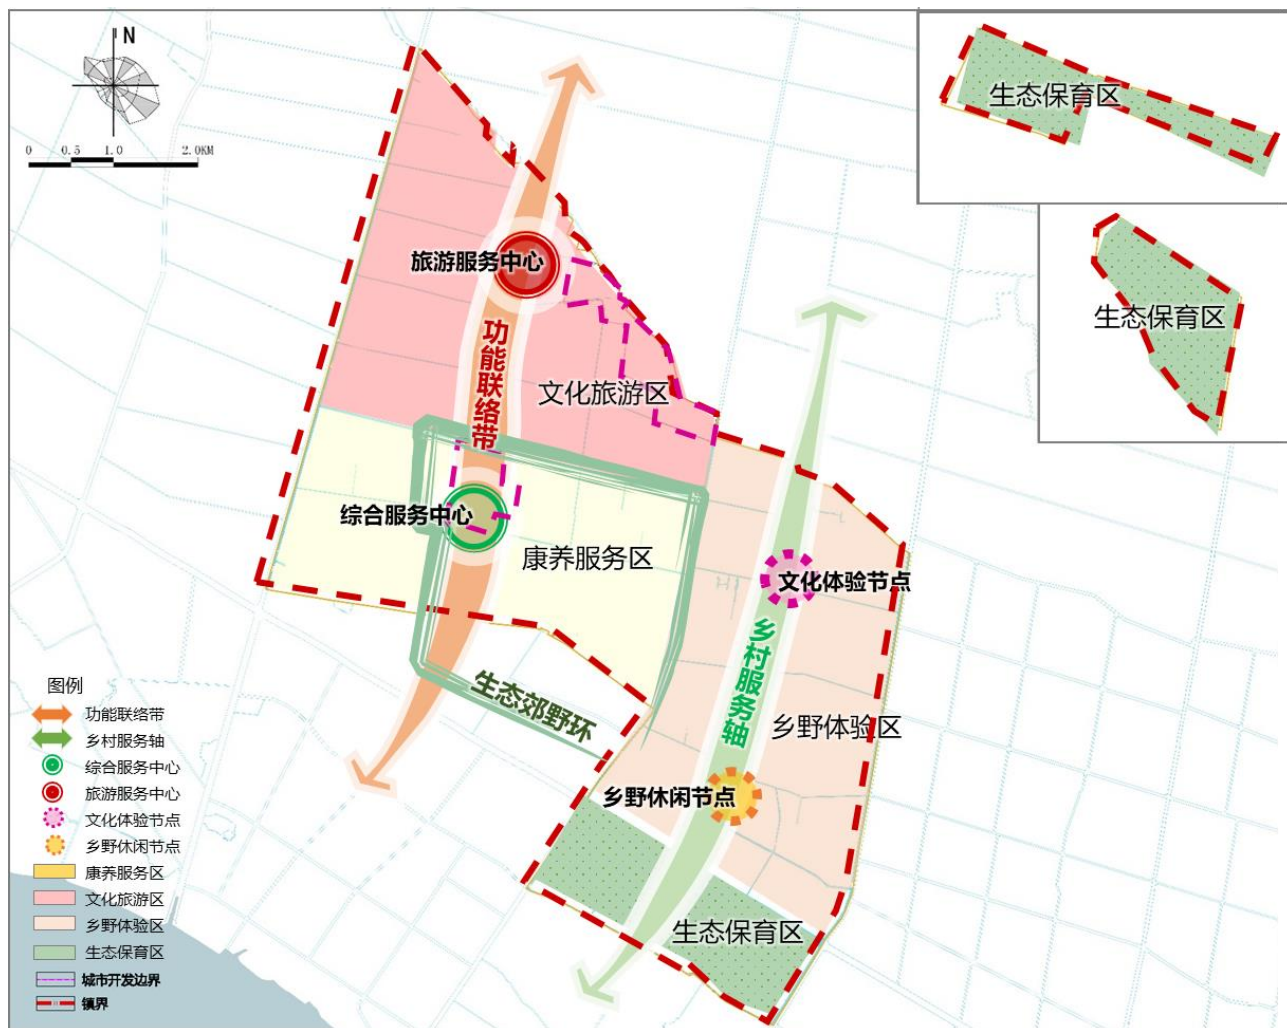 N
0 0.5 1.0 2.0KM
生态保育区
生态保育区
旅游服务中心
功能联络带
文化旅游区
综合服务中心
康养服务区
文化体验节点
乡村服务轴
生态郊野环
乡野体验区
乡野休闲节点
生态保育区
图例
功能联络带
乡村服务轴
综合服务中心
旅游服务中心
文化体验节点
乡野休闲节点
康养服务区
文化旅游区
乡野体验区
生态保育区
城市开发边界
镇界